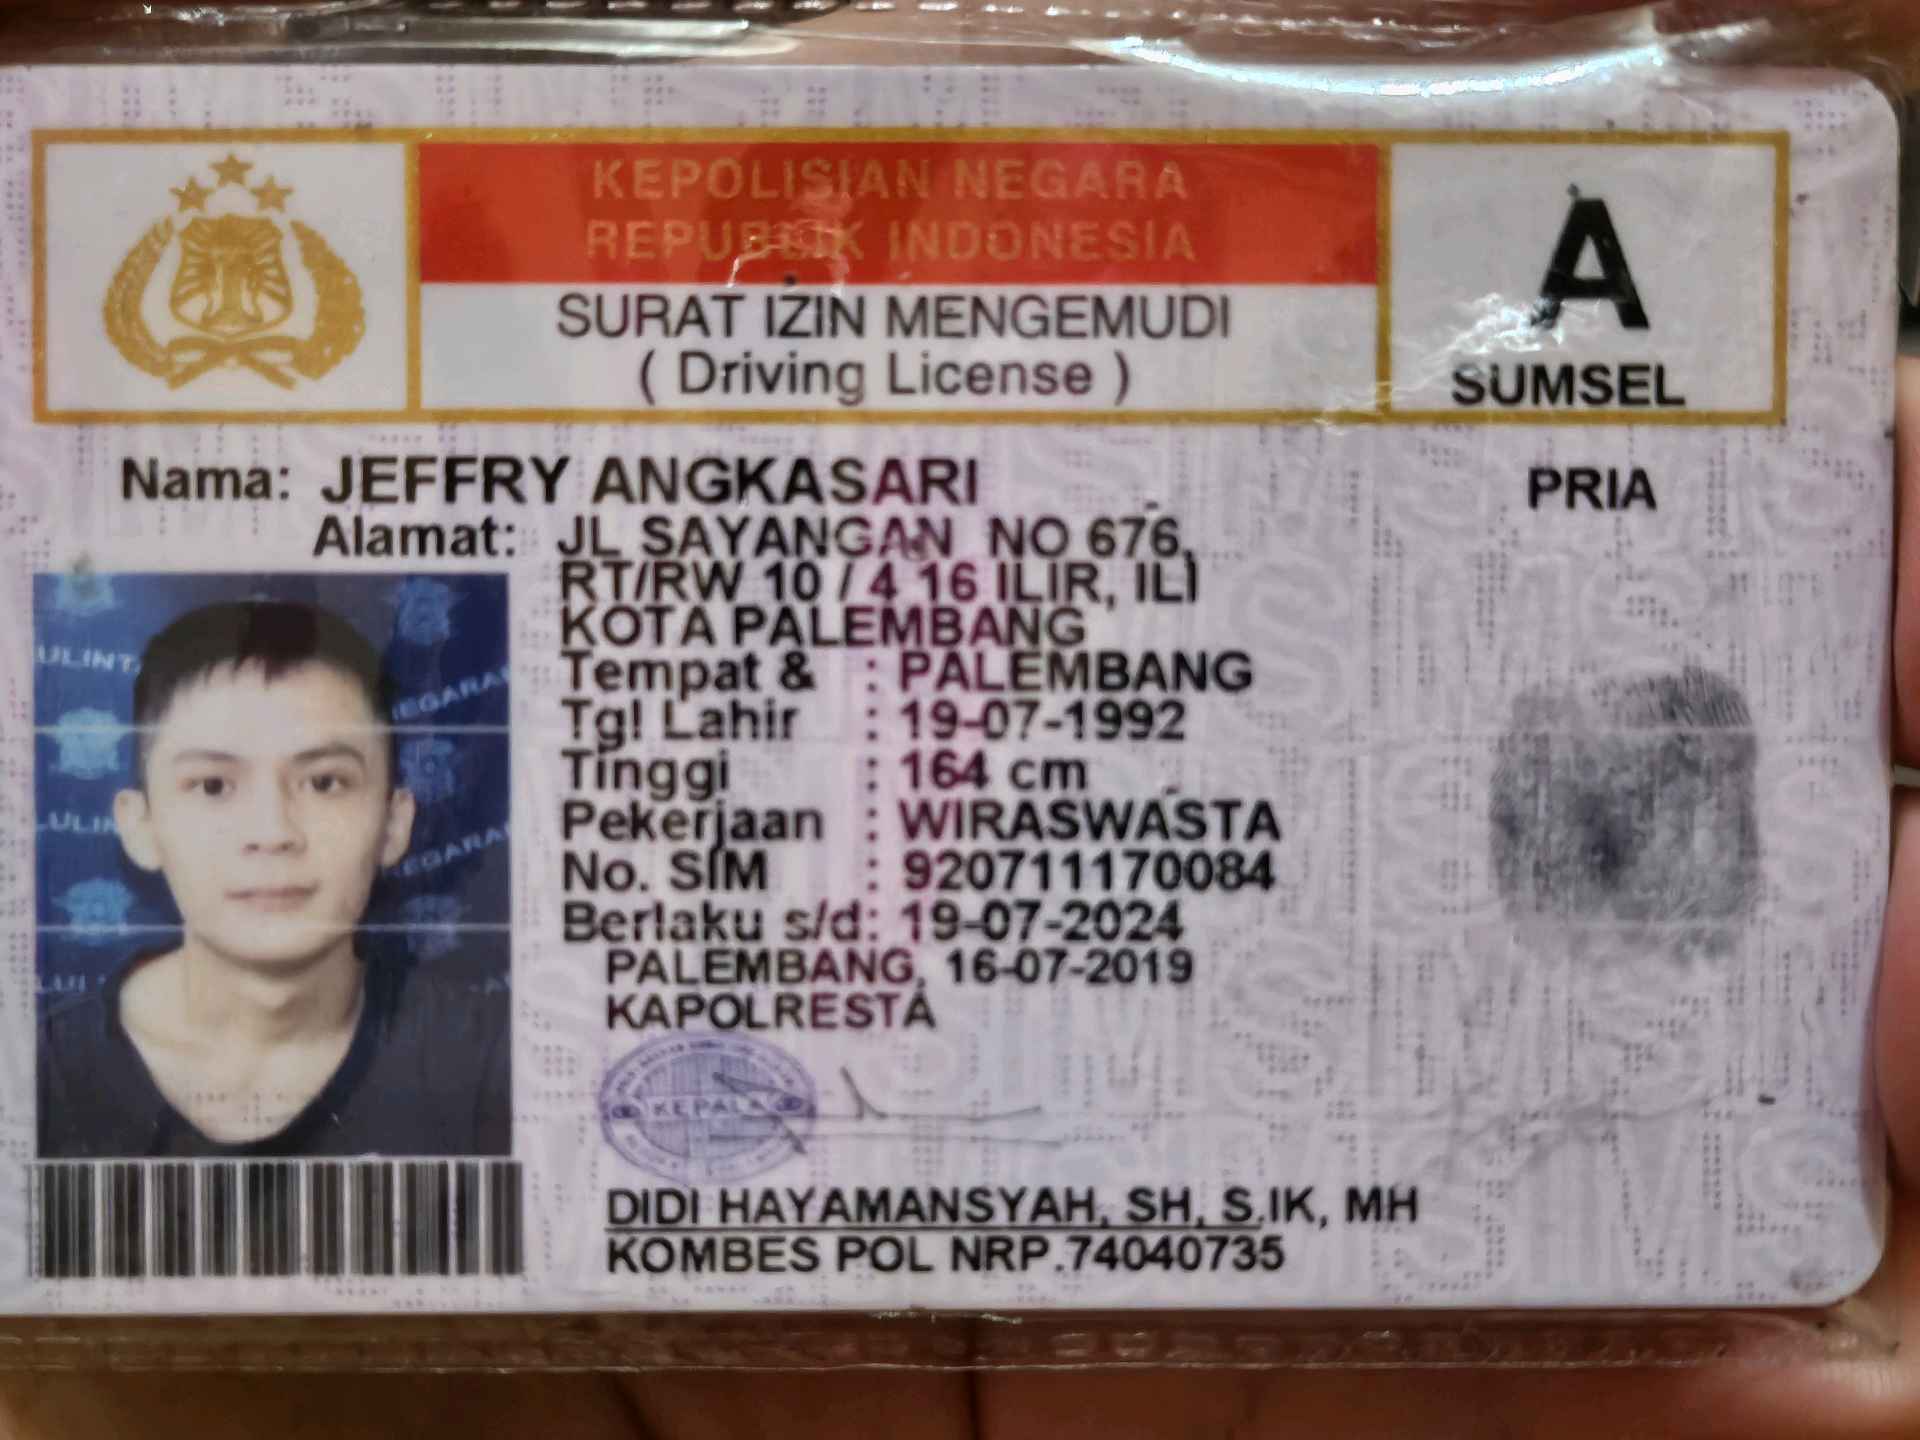 KEPOLISIAN NEGARA
REPUBLIK INDONESIA
SURAT IZIN MENGEMUDI
( Driving License )
A
SUMSEL
Nama: JEFFRY ANGKASARI
PRIA
Alamat: JL SAYANGAN NO 676,
RT/RW 10 / 4 16 ILIR, ILI
KOTA PALEMBANG
Tempat & : PALEMBANG
Tgl Lahir : 19-07-1992
Tinggi : 164 cm
Pekerjaan : WIRASWASTA
No. SIM : 920711170084
Berlaku s/d: 19-07-2024
PALEMBANG, 16-07-2019
KAPOLRESTA
KEPALA
DIDI HAYAMANSYAH, SH, S.IK, MH
KOMBES POL NRP.74040735